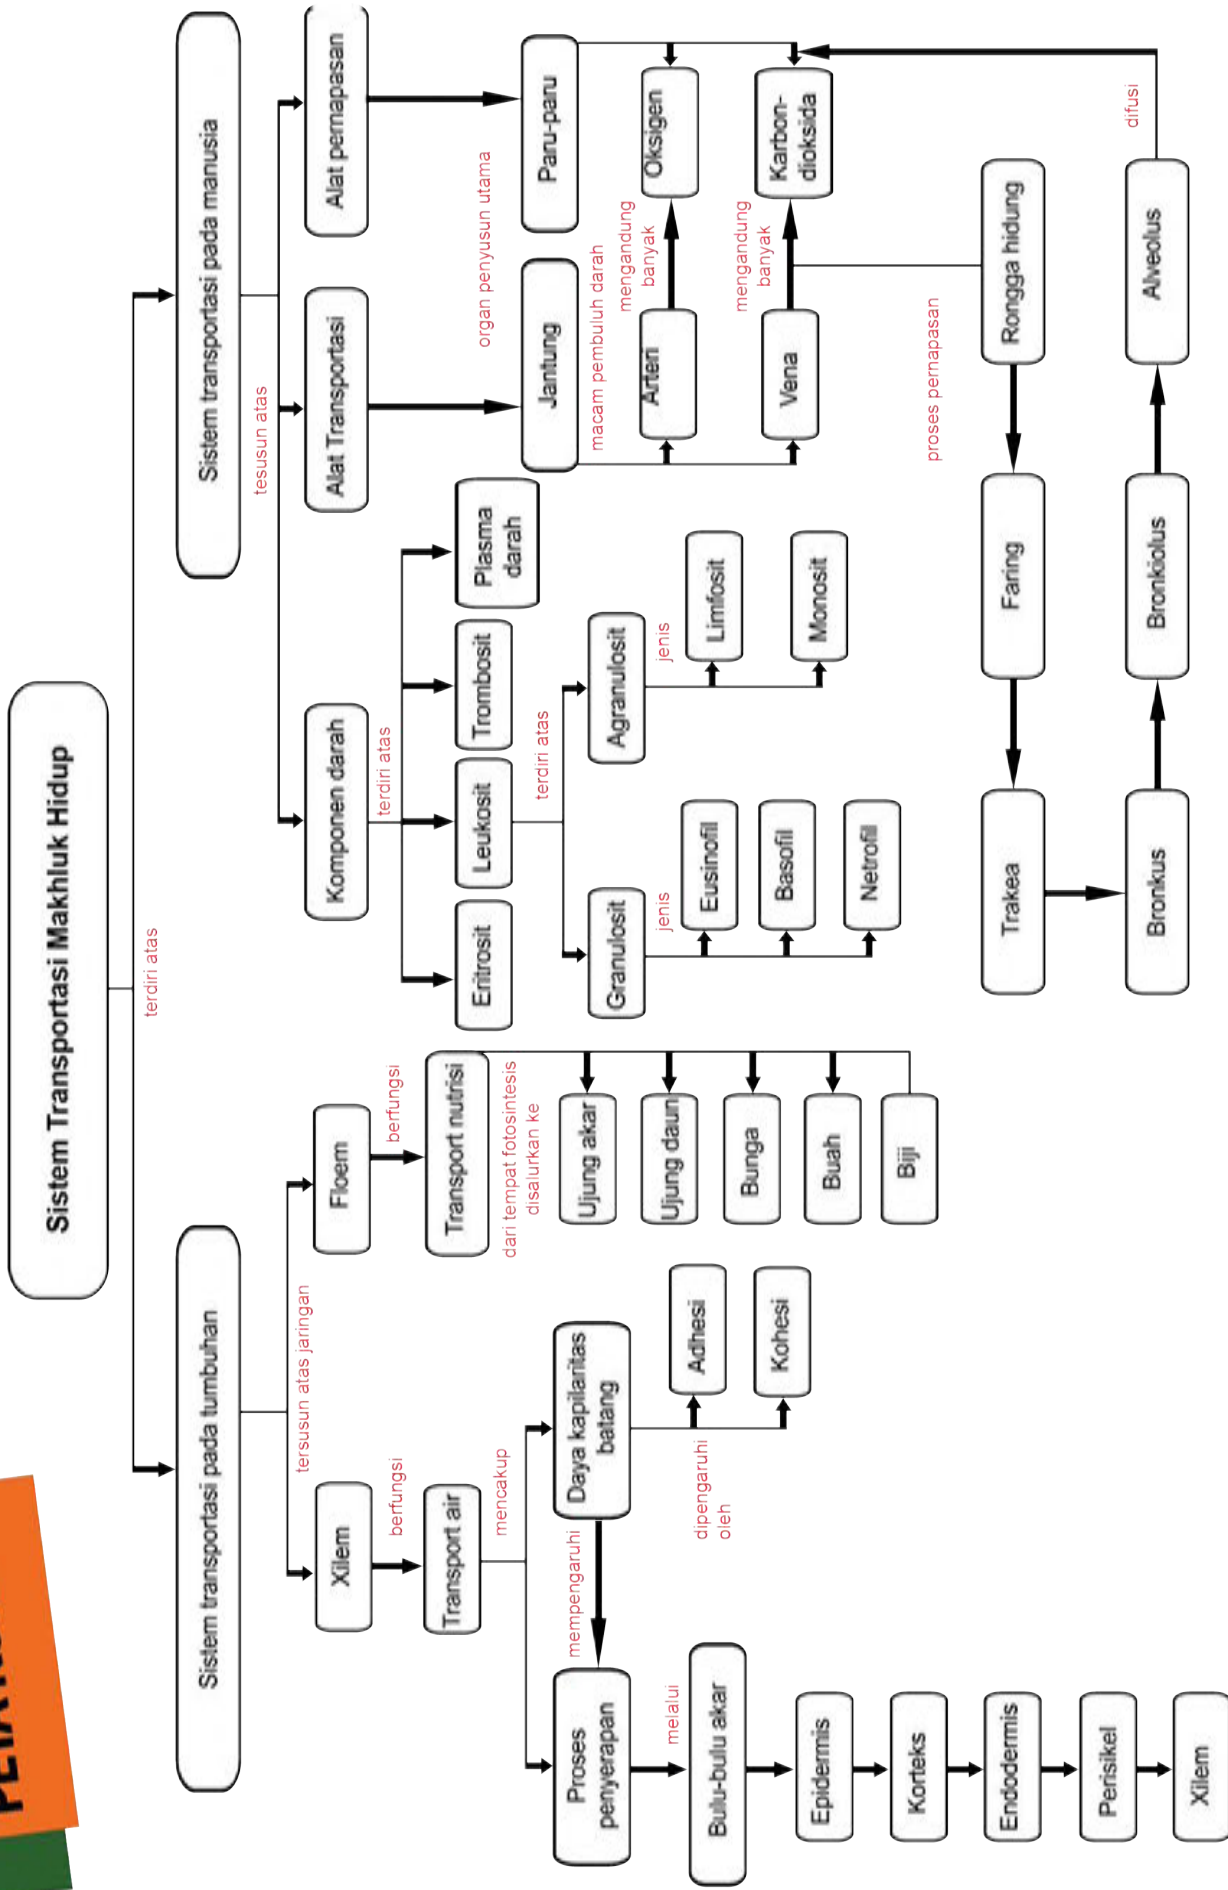 Sistem Transportasi Makhluk Hidup
terdiri atas
Sistem transportasi pada tumbuhan
tersusun atas jaringan
Xilem
berfungsi
Transport air
mencakup
Proses
penyerapan
mempengaruhi
Daya kapilaritas
batang
dipengaruhi
oleh
Adhesi
Kohesi
melalui
Bulu-bulu akar
Epidermis
Korteks
Endodermis
Perisikel
Xilem
Floem
berfungsi
Transport nutrisi
dari tempat fotosintesis
disalurkan ke
Ujung akar
Ujung daun
Bunga
Buah
Biji
Sistem transportasi pada manusia
tesusun atas
Komponen darah
terdiri atas
Eritrosit
Leukosit
Trombosit
Plasma
darah
terdiri atas
Granulosit
jenis
Eusinofil
Basofil
Netrofil
Agranulosit
jenis
Limfosit
Monosit
Alat Transportasi
Alat pernapasan
organ penyusun utama
Jantung
Paru-paru
macam pembuluh darah
Arteri
mengandung
banyak
Oksigen
Vena
mengandung
banyak
Karbon-
dioksida
proses pernapasan
Rongga hidung
Faring
Trakea
Bronkus
Bronkiolus
Alveolus
difusi